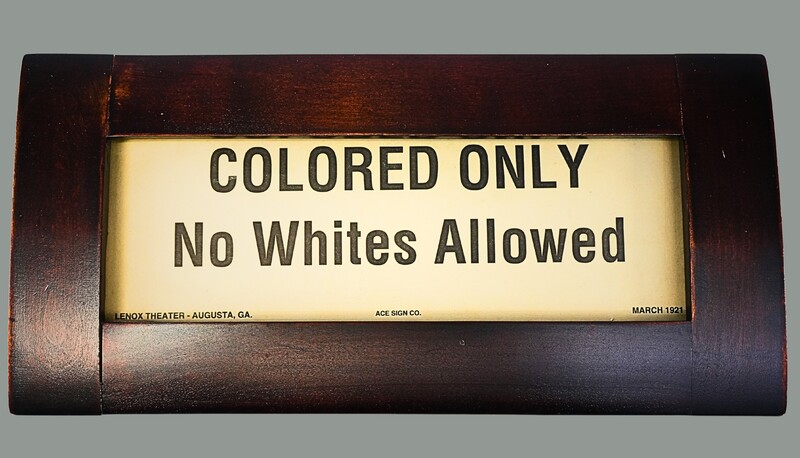 COLORED ONLY
No Whites Allowed
LENOX THEATER - AUGUSTA, GA. ACE SIGN CO. MARCH 1921